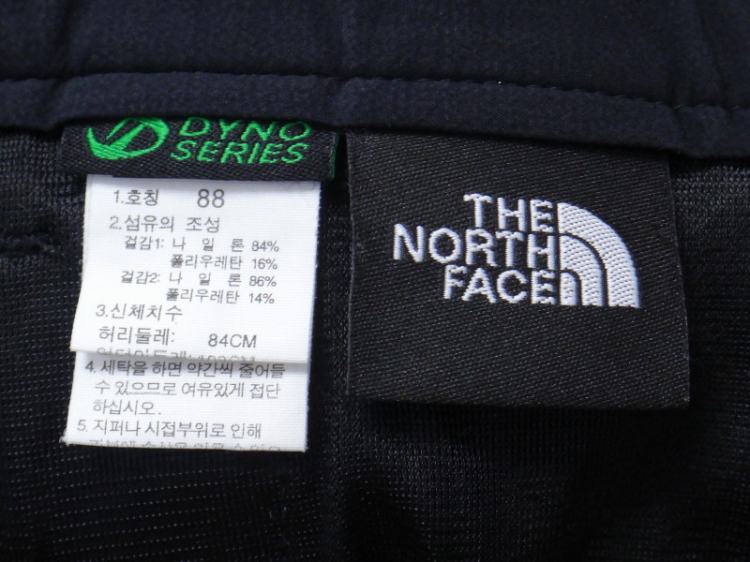 DYNO
SERIES
1.호칭 88
2.섬유의 조성
겉감1: 나 일 론 84%
폴리우레탄 16%
겉감2: 나 일 론 86%
폴리우레탄 14%
3.신체치수
허리둘레: 84CM
4. 세탁을 하면 약간씩 줄어들
수 있으므로 여유있게 접단
하십시오.
5. 지퍼나 시접부위로 인해
THE
NORTH
FACE